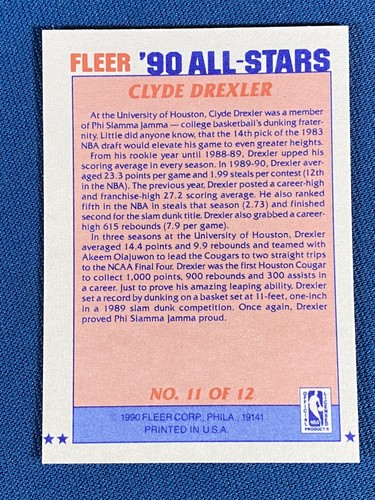 FLEER '90 ALL-STARS
CLYDE DREXLER
At the University of Houston, Clyde Drexler was a member
of Phi Slamma Jamma — college basketball's dunking frater-
nity. Little did anyone know, that the 14th pick of the 1983
NBA draft would elevate his game to even greater heights.
From his rookie year until 1988-89, Drexler upped his
scoring average in every season. In 1989-90, Drexler aver-
aged 23.3 points per game and 1.99 steals per contest (12th
in the NBA). The previous year, Drexler posted a career-high
and franchise-high 27.2 scoring average. He also ranked
fifth in the NBA in steals that season (2.73) and finished
second for the slam dunk title. Drexler also grabbed a career-
high 615 rebounds (7.9 per game).
In three seasons at the University of Houston, Drexler
averaged 14.4 points and 9.9 rebounds and teamed with
Akeem Olajuwon to lead the Cougars to two straight trips
to the NCAA Final Four. Drexler was the first Houston Cougar
to collect 1,000 points, 900 rebounds and 300 assists in
a career. Just to prove his amazing leaping ability, Drexler
set a record by dunking on a basket set at 11-feet, one-inch
in a 1989 slam dunk competition. Once again, Drexler
proved Phi Slamma Jamma proud.
NO. 11 OF 12
© 1990 FLEER CORP., PHILA., 19141
PRINTED IN U.S.A.
OFFICIAL LICENSED
NBA
PRODUCT